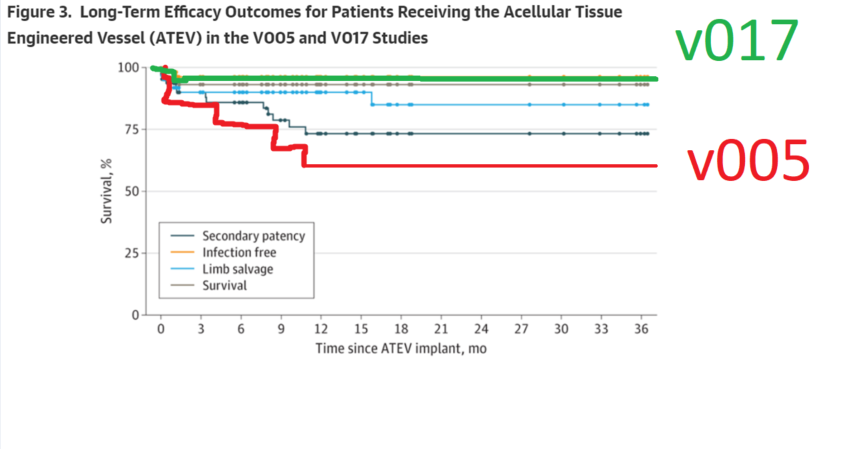 Figure 3. Long-Term Efficacy Outcomes for Patients Receiving the Acellular Tissue
Engineered Vessel (ATEV) in the V005 and V017 Studies
v017
v005
100
75
50
25
0
Survival, %
Secondary patency
Infection free
Limb salvage
Survival
0 3 6 9 12 15 18 21 24 27 30 33 36
Time since ATEV implant, mo